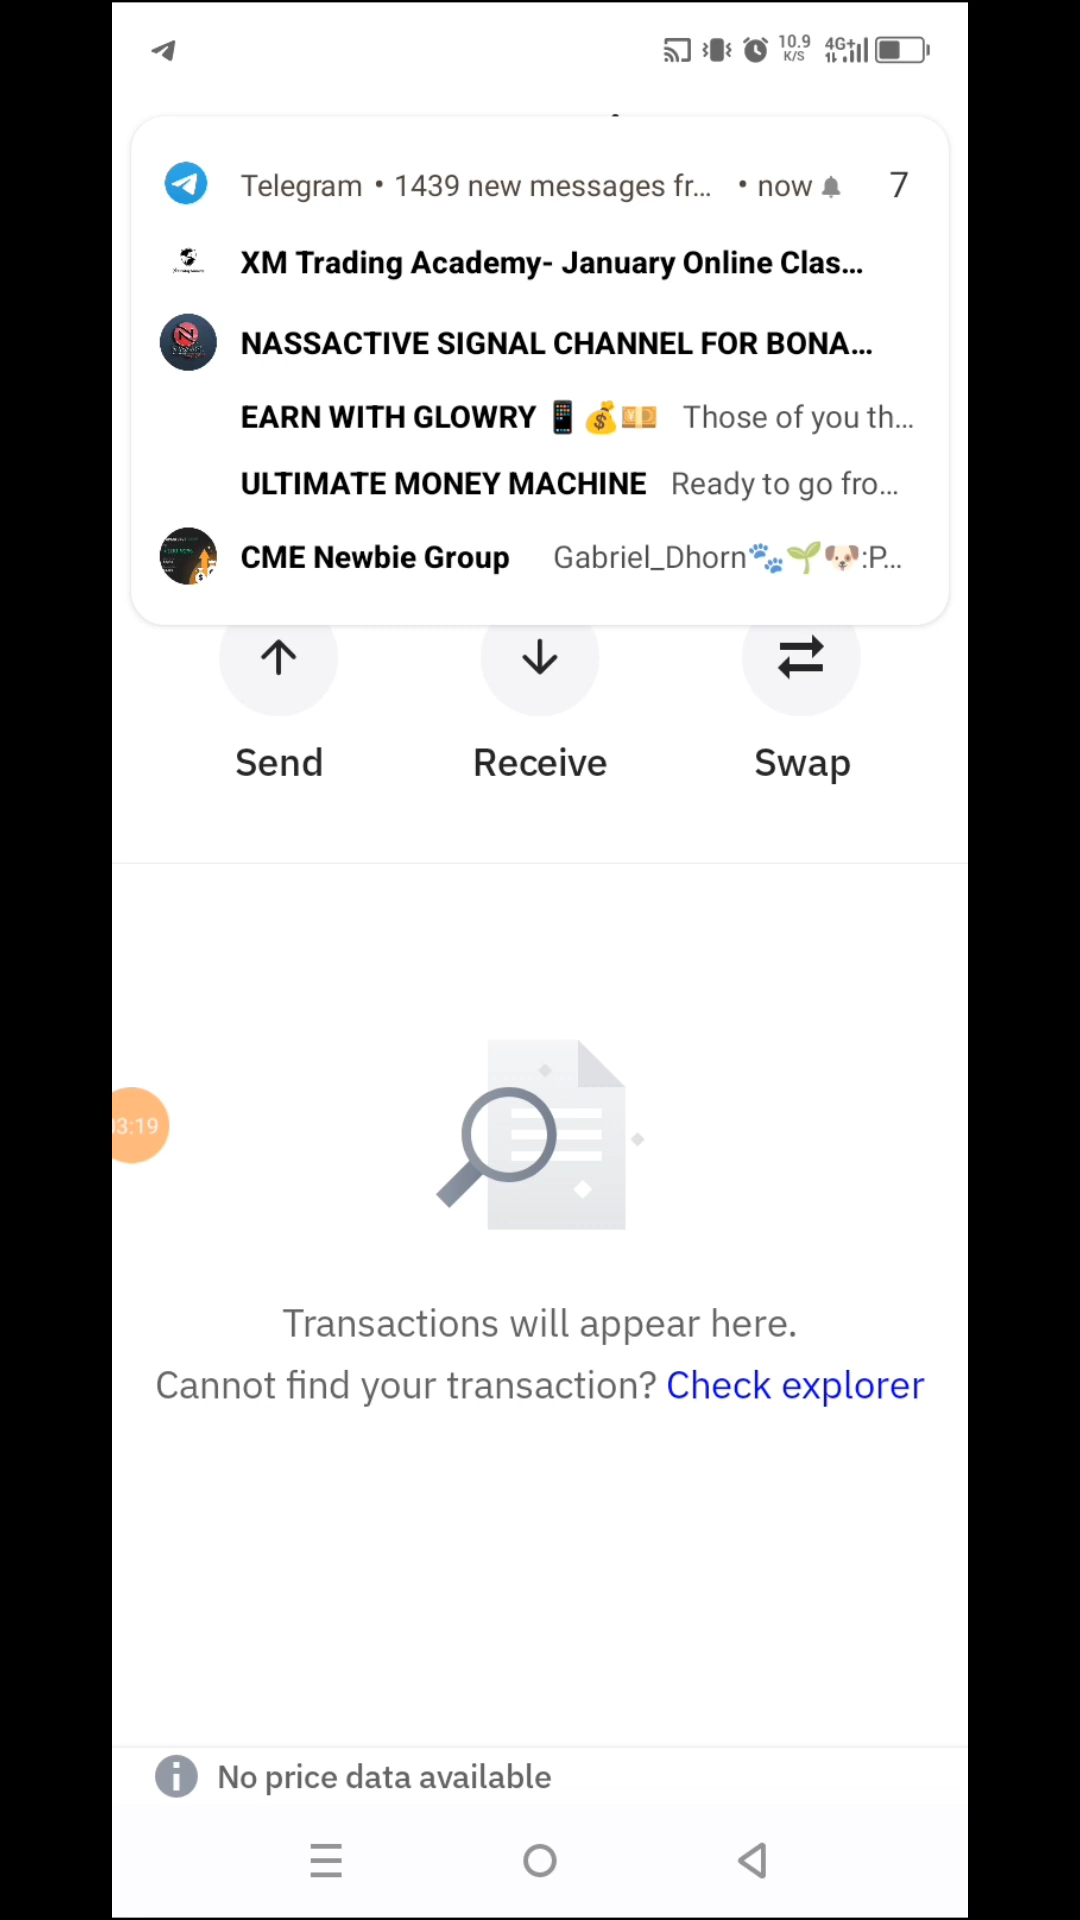 10.9
K/S
4G+
Telegram • 1439 new messages fr... • now 7
XM Trading Academy- January Online Clas...
NASSACTIVE SIGNAL CHANNEL FOR BONA...
EARN WITH GLOWRY 📱💰💴 Those of you th...
ULTIMATE MONEY MACHINE Ready to go fro...
CME Newbie Group Gabriel_Dhorn🐾🌱🐶:P...
Send
Receive
Swap
03:19
Transactions will appear here.
Cannot find your transaction? Check explorer
No price data available